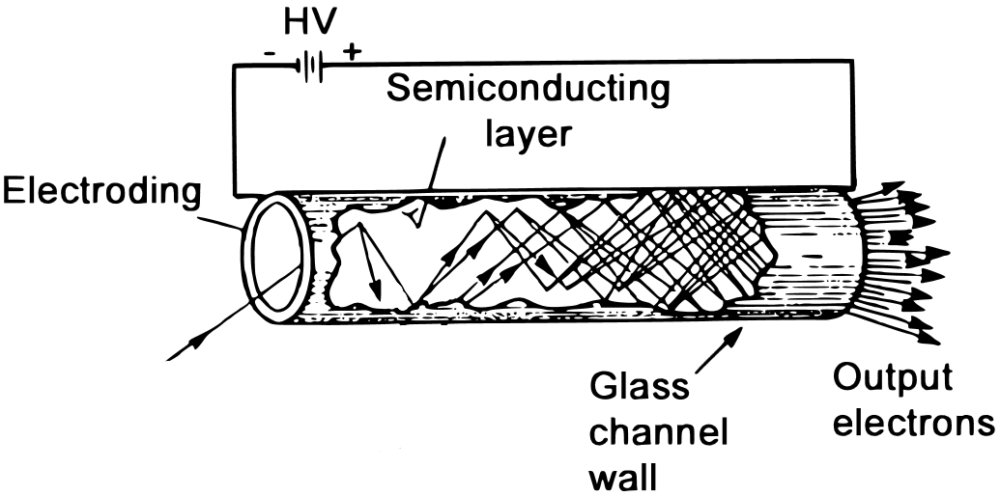 HV
- +
Semiconducting
layer
Electroding
Glass
channel
wall
Output
electrons